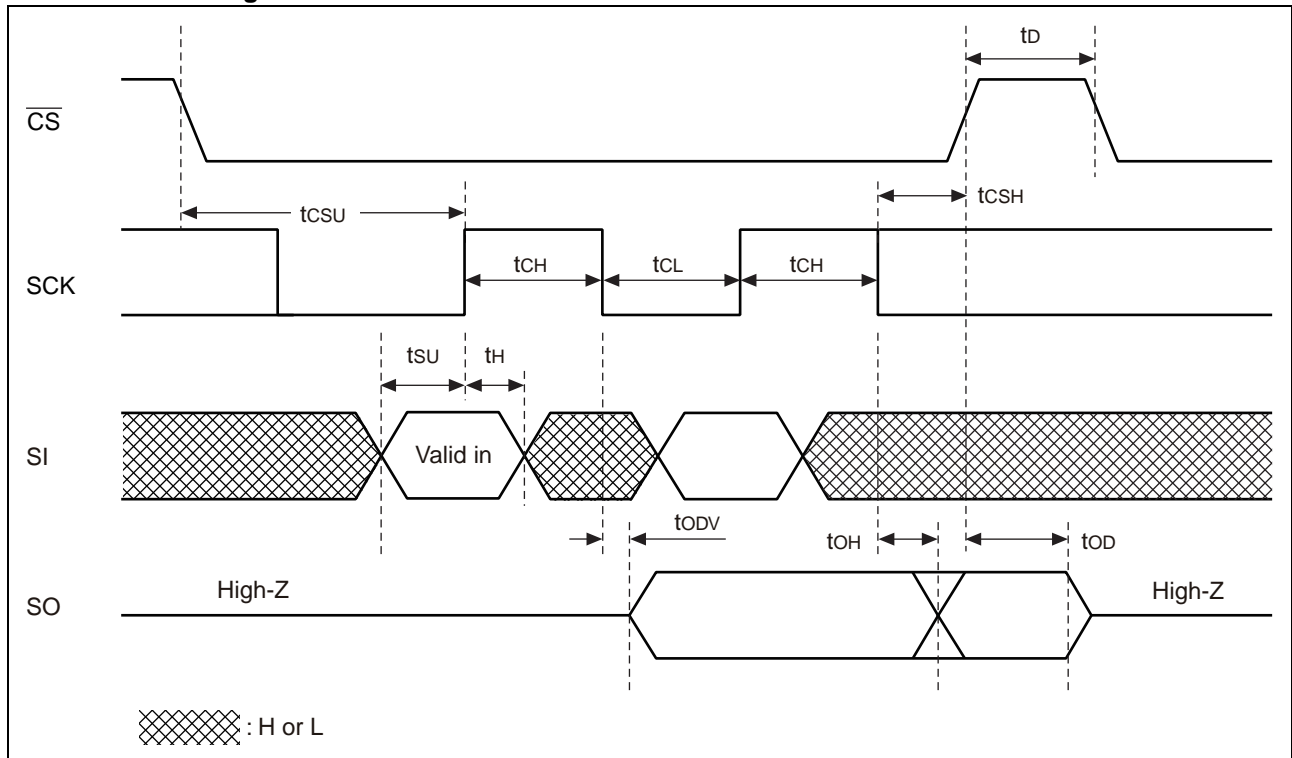 tD
CS
tCSU
tCSH
SCK
tCH
tCL
tCH
tSU
tH
SI
Valid in
tODV
tOH
tOD
SO
High-Z
High-Z
: H or L